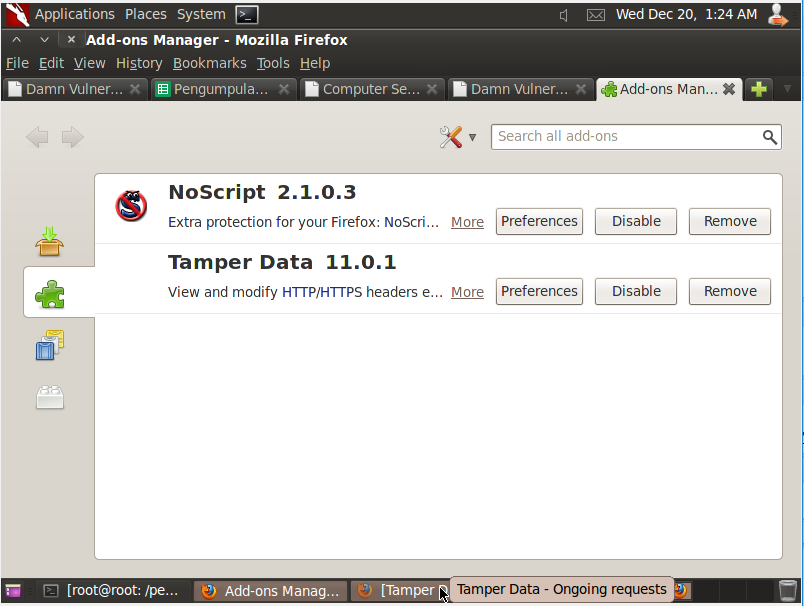 Applications Places System Wed Dec 20, 1:24 AM
Add-ons Manager - Mozilla Firefox
File Edit View History Bookmarks Tools Help
Damn Vulner... Pengumpula... Computer Se... Damn Vulner... Add-ons Man...
Search all add-ons
NoScript 2.1.0.3
Extra protection for your Firefox: NoScri... More Preferences Disable Remove
Tamper Data 11.0.1
View and modify HTTP/HTTPS headers e... More Preferences Disable Remove
[root@root: /pe... Add-ons Manag... [Tamper Tamper Data - Ongoing requests